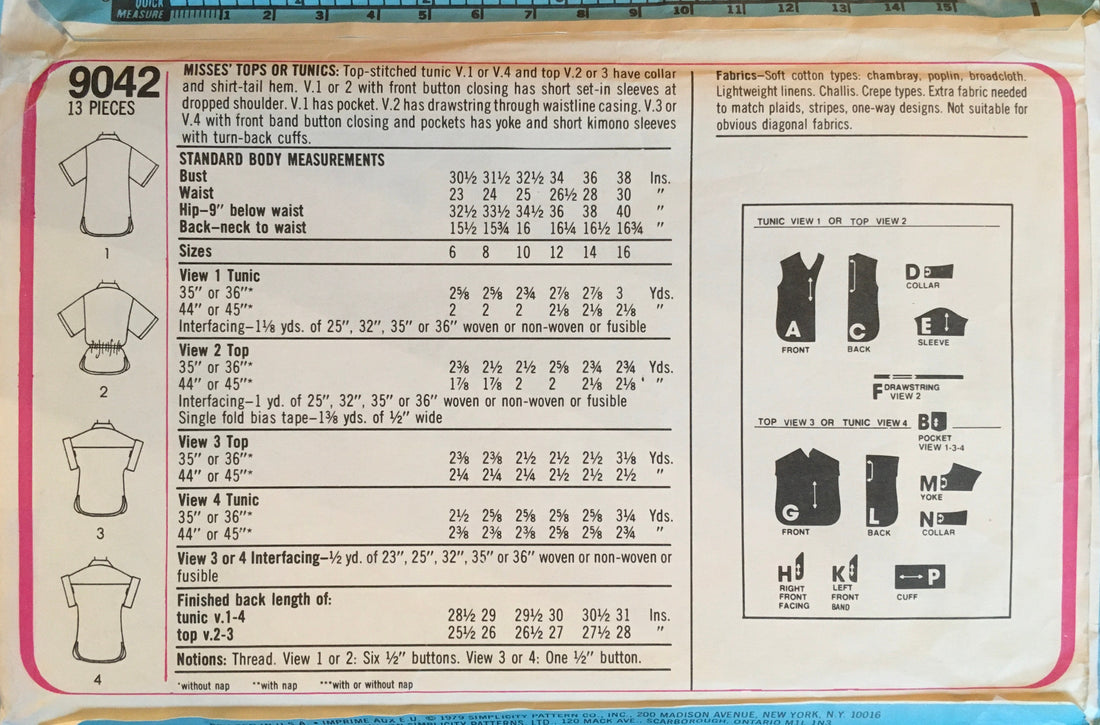 QUICK
MEASURE 1 2 3 4 5 6 7 8 9 10 11 12 13 14 15
9042
13 PIECES
1
2
3
4
MISSES' TOPS OR TUNICS: Top-stitched tunic V.1 or V.4 and top V.2 or 3 have collar
and shirt-tail hem. V.1 or 2 with front button closing has short set-in sleeves at
dropped shoulder. V.1 has pocket. V.2 has drawstring through waistline casing. V.3 or
V.4 with front band button closing and pockets has yoke and short kimono sleeves
with turn-back cuffs.
STANDARD BODY MEASUREMENTS
Bust 30½ 31½ 32½ 34 36 38 Ins.
Waist 23 24 25 26½ 28 30 "
Hip–9" below waist 32½ 33½ 34½ 36 38 40 "
Back–neck to waist 15½ 15¾ 16 16¼ 16½ 16¾ "
Sizes 6 8 10 12 14 16
View 1 Tunic
35" or 36"* 2⅝ 2⅝ 2¾ 2⅞ 2⅞ 3 Yds.
44" or 45"* 2 2 2 2⅛ 2⅛ 2⅛ "
Interfacing–1⅛ yds. of 25", 32", 35" or 36" woven or non-woven or fusible
View 2 Top
35" or 36"* 2⅜ 2½ 2½ 2⅝ 2¾ 2¾ Yds.
44" or 45"* 1⅞ 1⅞ 2 2 2⅛ 2⅛ "
Interfacing–1 yd. of 25", 32", 35" or 36" woven or non-woven or fusible
Single fold bias tape–1⅜ yds. of ½" wide
View 3 Top
35" or 36"* 2⅜ 2⅜ 2½ 2½ 2½ 3⅛ Yds.
44" or 45"* 2¼ 2¼ 2¼ 2½ 2½ 2½ "
View 4 Tunic
35" or 36"* 2½ 2⅝ 2⅝ 2⅝ 2⅝ 3¼ Yds.
44" or 45"* 2⅜ 2⅜ 2⅜ 2⅝ 2⅝ 2¾ "
View 3 or 4 Interfacing–½ yd. of 23", 25", 32", 35" or 36" woven or non-woven or
fusible
Finished back length of:
tunic v.1-4 28½ 29 29½ 30 30½ 31 Ins.
top v.2-3 25½ 26 26½ 27 27½ 28 "
Notions: Thread. View 1 or 2: Six ½" buttons. View 3 or 4: One ½" button.
*without nap **with nap ***with or without nap
Fabrics–Soft cotton types: chambray, poplin, broadcloth.
Lightweight linens. Challis. Crepe types. Extra fabric needed
to match plaids, stripes, one-way designs. Not suitable for
obvious diagonal fabrics.
TUNIC VIEW 1 OR TOP VIEW 2
A
FRONT
C
BACK
D
COLLAR
E
SLEEVE
F DRAWSTRING
VIEW 2
TOP VIEW 3 OR TUNIC VIEW 4
B
POCKET
VIEW 1-3-4
G
FRONT
L
BACK
M
YOKE
N
COLLAR
H
RIGHT
FRONT
FACING
K
LEFT
FRONT
BAND
P
CUFF
U.S.A. • IMPRIME AUX E.U. © 1979 SIMPLICITY PATTERN CO., INC., 200 MADISON AVENUE, NEW YORK, N.Y. 10016
SIMPLICITY PATTERNS LTD., 120 MACK AVE., SCARBOROUGH, ONTARIO M1L 1N3